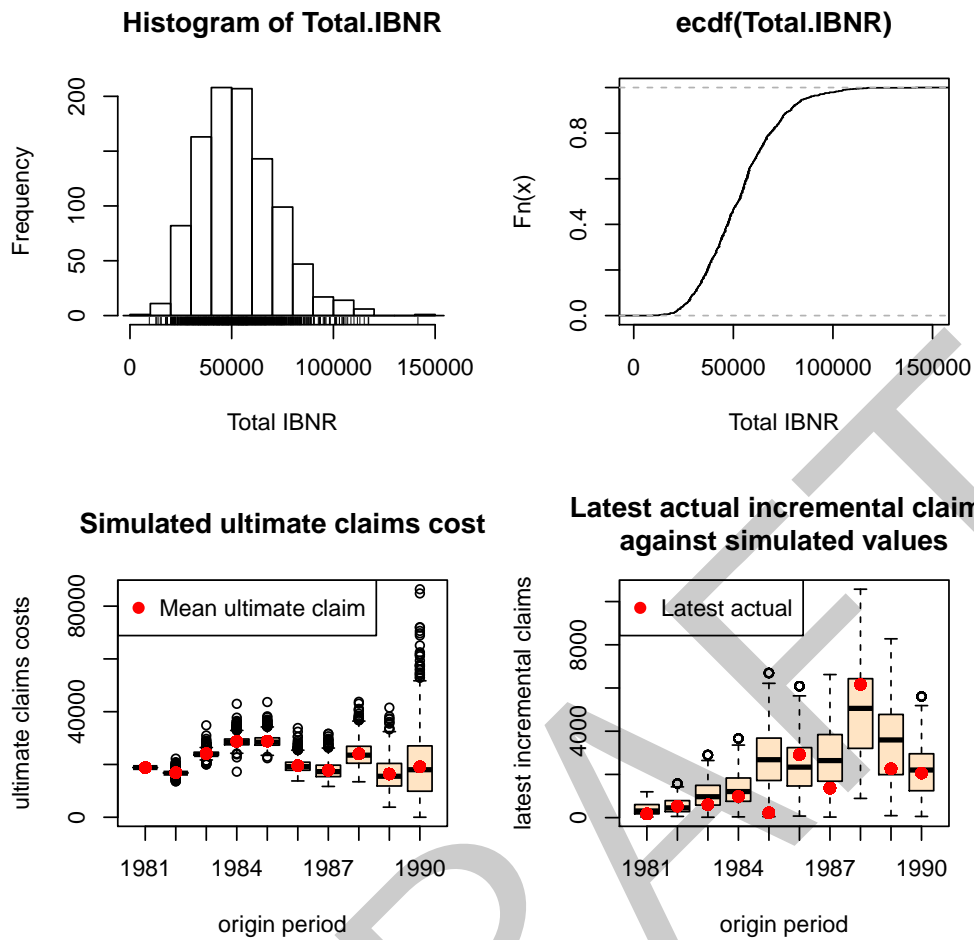 Histogram of Total.IBNR
Frequency
0
50
100
200
0
50000
100000
150000
Total IBNR
ecdf(Total.IBNR)
Fn(x)
0.0
0.4
0.8
0
50000
100000
150000
Total IBNR
Simulated ultimate claims cost
Mean ultimate claim
ultimate claims costs
0
40000
80000
1981
1984
1987
1990
origin period
Latest actual incremental claim
against simulated values
Latest actual
latest incremental claims
0
4000
8000
1981
1984
1987
1990
origin period
RAFT